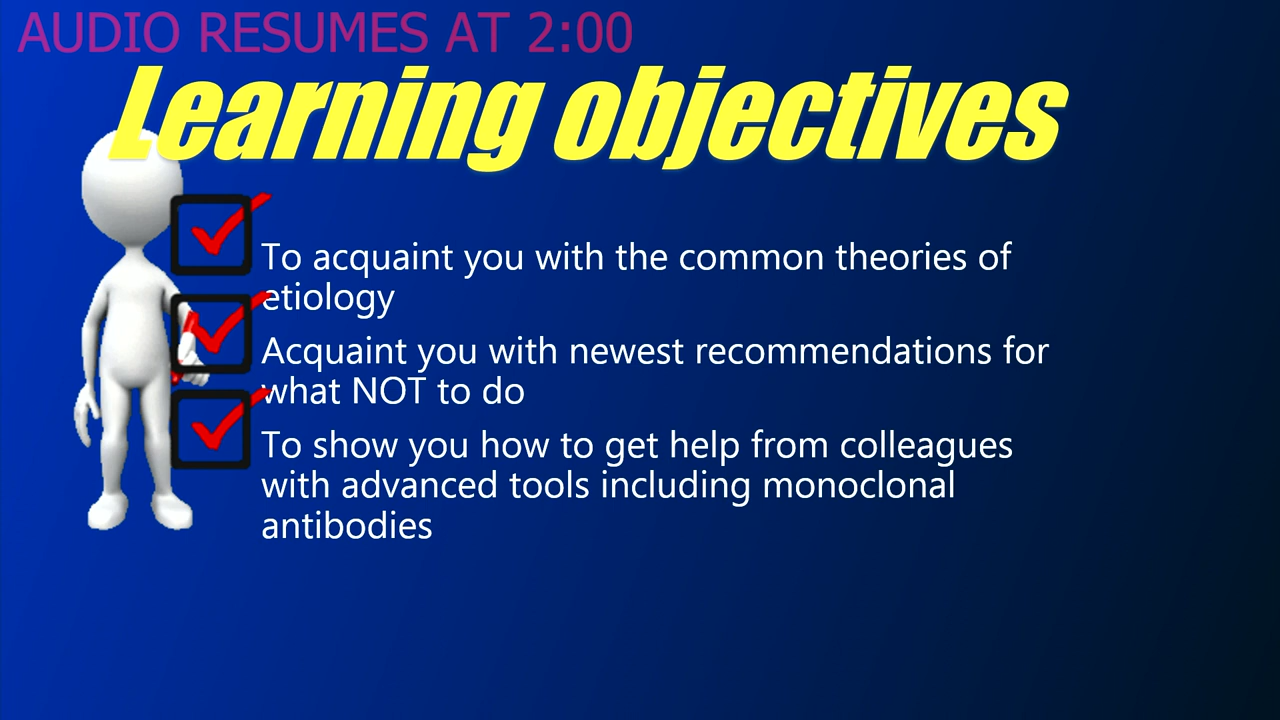 AUDIO RESUMES AT 2:00
Learning objectives
To acquaint you with the common theories of
etiology
Acquaint you with newest recommendations for
what NOT to do
To show you how to get help from colleagues
with advanced tools including monoclonal
antibodies